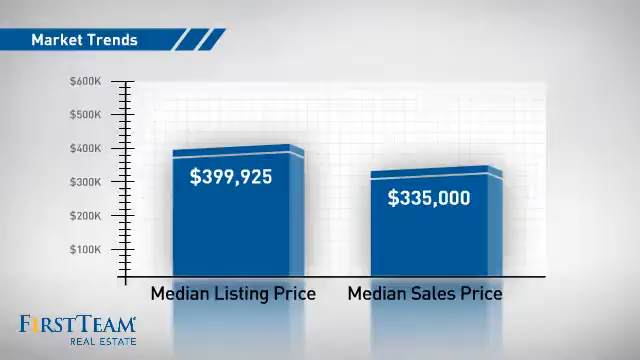 Market Trends
$600K
$500K
$400K
$300K
$200K
$100K
$399,925
$335,000
Median Listing Price
Median Sales Price
FIRSTTEAM®
REAL ESTATE